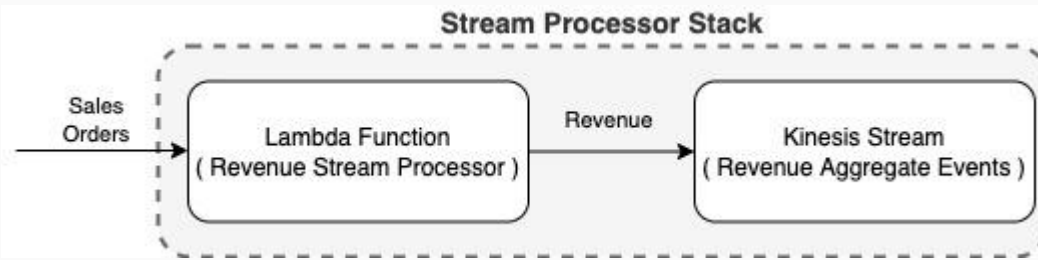 Stream Processor Stack
Sales
Orders
Lambda Function
( Revenue Stream Processor )
Revenue
Kinesis Stream
( Revenue Aggregate Events )